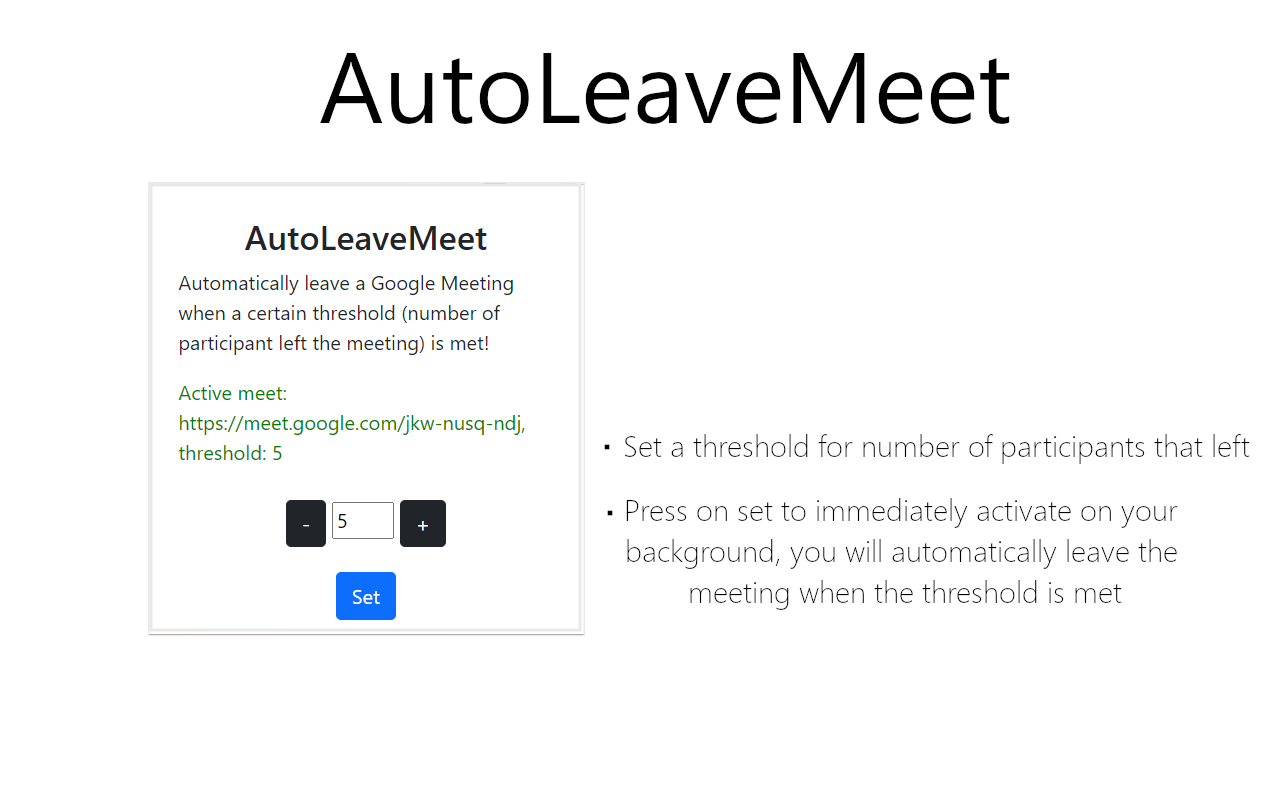 AutoLeaveMeet
AutoLeaveMeet
Automatically leave a Google Meeting
when a certain threshold (number of
participant left the meeting) is met!
Active meet:
https://meet.google.com/jkw-nusq-ndj,
threshold: 5
- 5 +
Set
▪ Set a threshold for number of participants that left
▪ Press on set to immediately activate on your
background, you will automatically leave the
meeting when the threshold is met